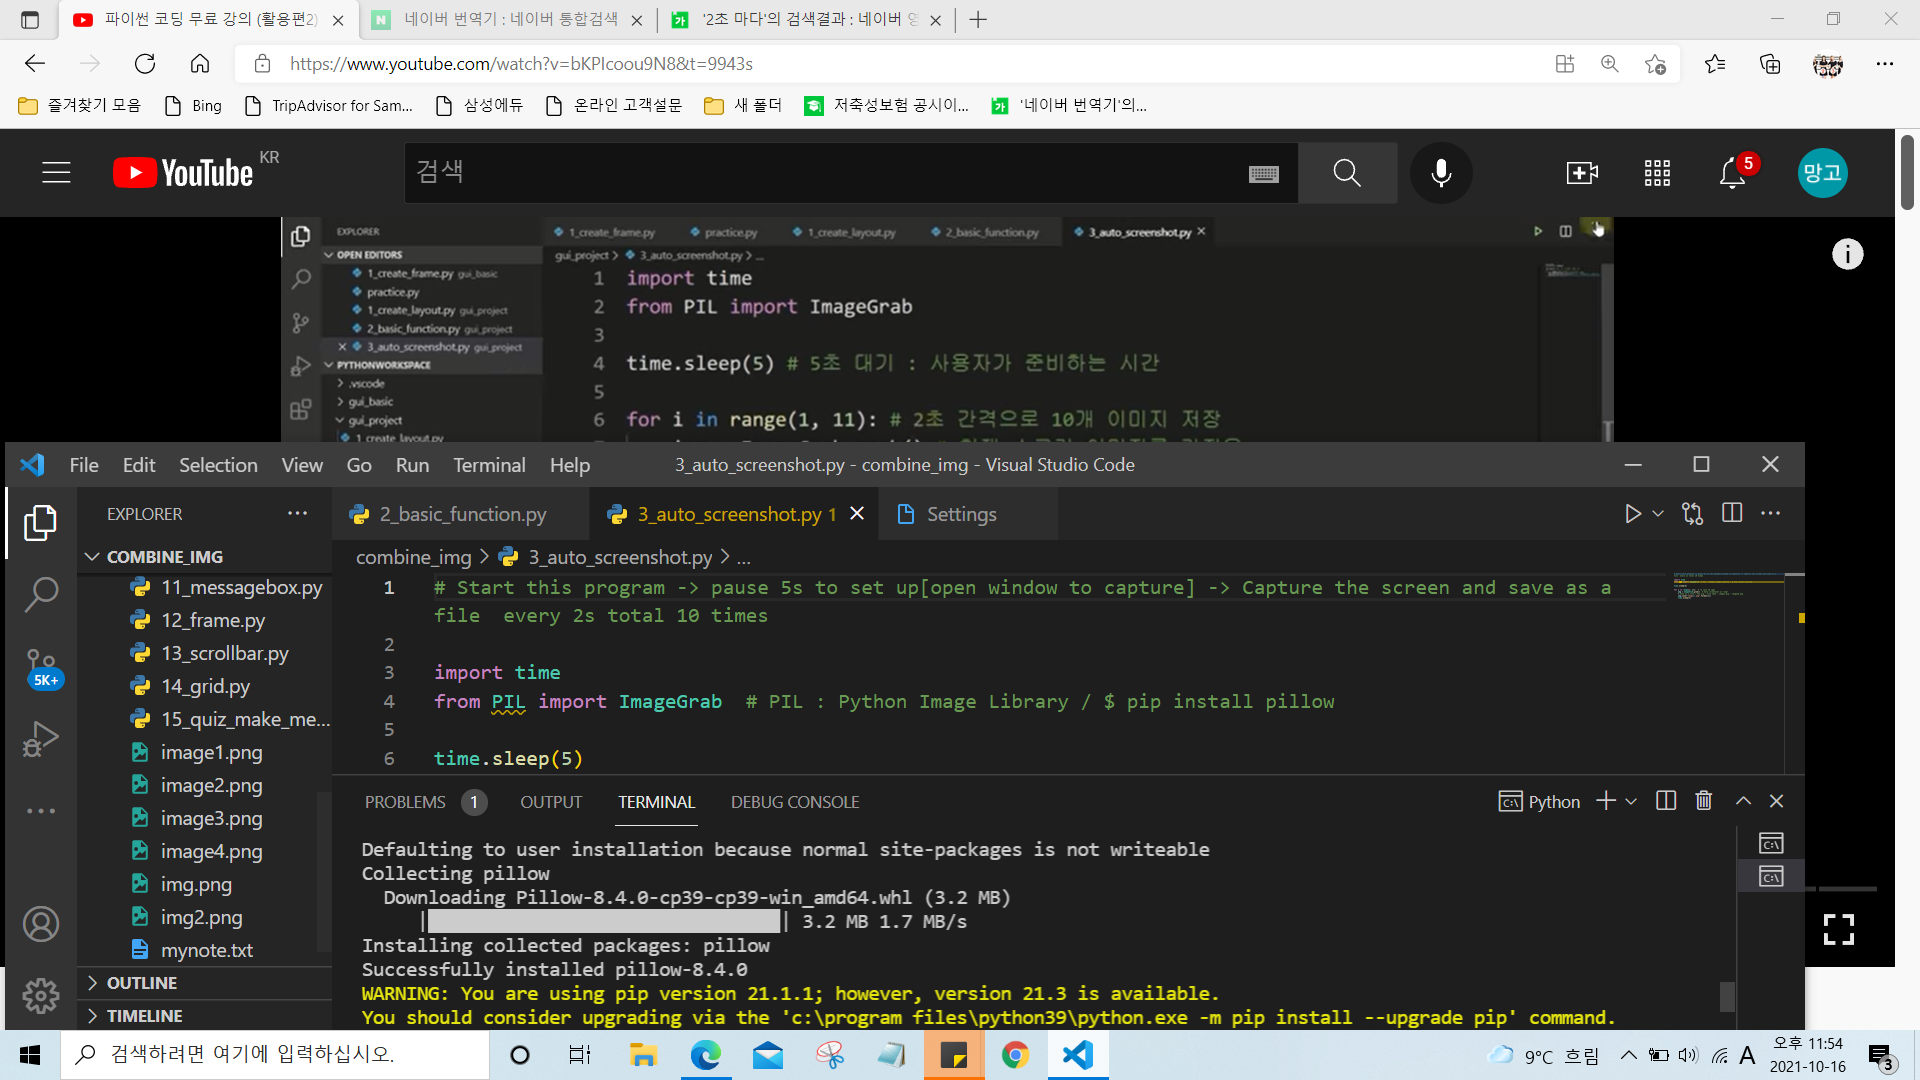 파이썬 코딩 무료 강의 (활용편2)
네이버 번역기 : 네이버 통합검색
'2초 마다'의 검색결과 : 네이버 영
https://www.youtube.com/watch?v=bKPIcoou9N8&t=9943s
즐겨찾기 모음
Bing
TripAdvisor for Sam...
삼성에듀
온라인 고객설문
새 폴더
저축성보험 공시이...
'네이버 번역기'의...
YouTube KR
검색
5
망고
EXPLORER
1_create_frame.py
practice.py
1_create_layout.py
2_basic_function.py
3_auto_screenshot.py
OPEN EDITORS
gui_project > 3_auto_screenshot.py > ...
1_create_frame.py gui_basic
practice.py
1_create_layout.py gui_project
2_basic_function.py gui_project
3_auto_screenshot.py gui_project
PYTHONWORKSPACE
.vscode
gui_basic
gui_project
1_create_layout.py
1 import time
2 from PIL import ImageGrab
3
4 time.sleep(5) # 5초 대기 : 사용자가 준비하는 시간
5
6 for i in range(1, 11): # 2초 간격으로 10개 이미지 저장
File Edit Selection View Go Run Terminal Help
3_auto_screenshot.py - combine_img - Visual Studio Code
EXPLORER
2_basic_function.py
3_auto_screenshot.py 1
Settings
COMBINE_IMG
combine_img > 3_auto_screenshot.py > ...
11_messagebox.py
12_frame.py
13_scrollbar.py
14_grid.py
15_quiz_make_me...
image1.png
image2.png
image3.png
image4.png
img.png
img2.png
mynote.txt
OUTLINE
TIMELINE
5K+
1 # Start this program -> pause 5s to set up[open window to capture] -> Capture the screen and save as a
file  every 2s total 10 times
2
3 import time
4 from PIL import ImageGrab  # PIL : Python Image Library / $ pip install pillow
5
6 time.sleep(5)
PROBLEMS 1 OUTPUT TERMINAL DEBUG CONSOLE
Python
Defaulting to user installation because normal site-packages is not writeable
Collecting pillow
  Downloading Pillow-8.4.0-cp39-cp39-win_amd64.whl (3.2 MB)
| | 3.2 MB 1.7 MB/s
Installing collected packages: pillow
Successfully installed pillow-8.4.0
WARNING: You are using pip version 21.1.1; however, version 21.3 is available.
You should consider upgrading via the 'c:\program files\python39\python.exe -m pip install --upgrade pip' command.
검색하려면 여기에 입력하십시오.
9°C 흐림
A
오후 11:54
2021-10-16
3